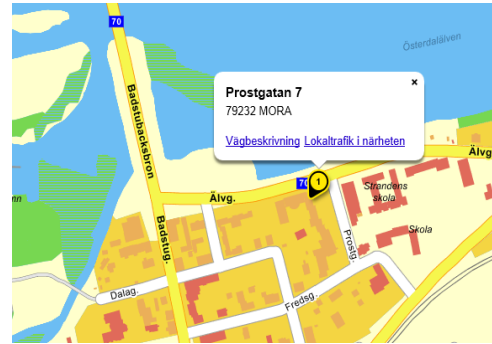 70
Österdalälven
×
Prostgatan 7
79232 MORA
Vägbeskrivning Lokaltrafik i närheten
Badstubacksbron
Älvg.
Älvg.
70
1
Strandens
skola
Skola
Badstug.
Prostg.
Dalag.
Fredsg.